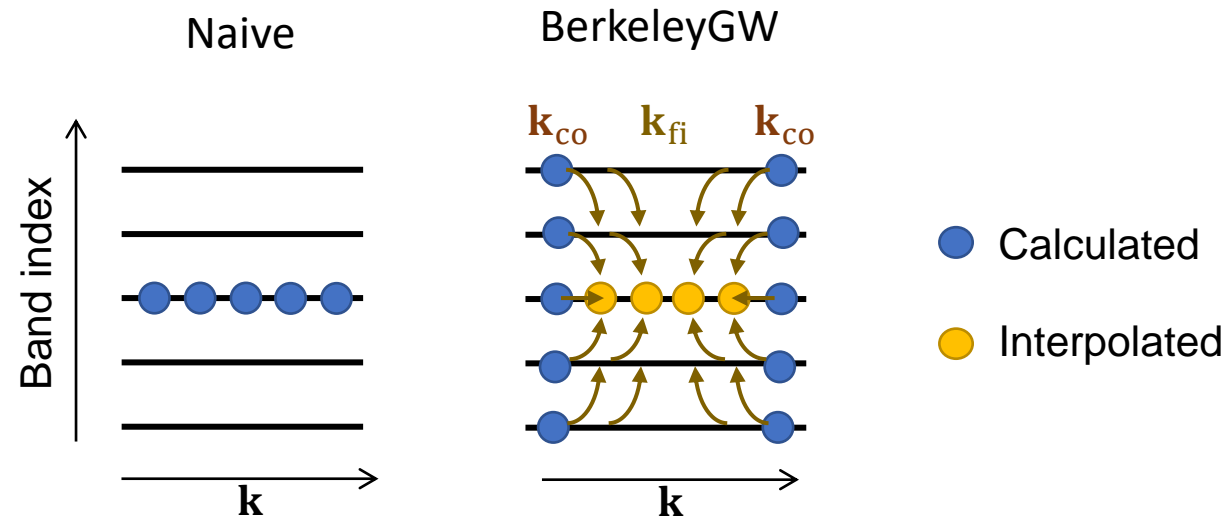 Naive
BerkeleyGW
k_co
k_fi
k_co
Band index
Calculated
Interpolated
k
k